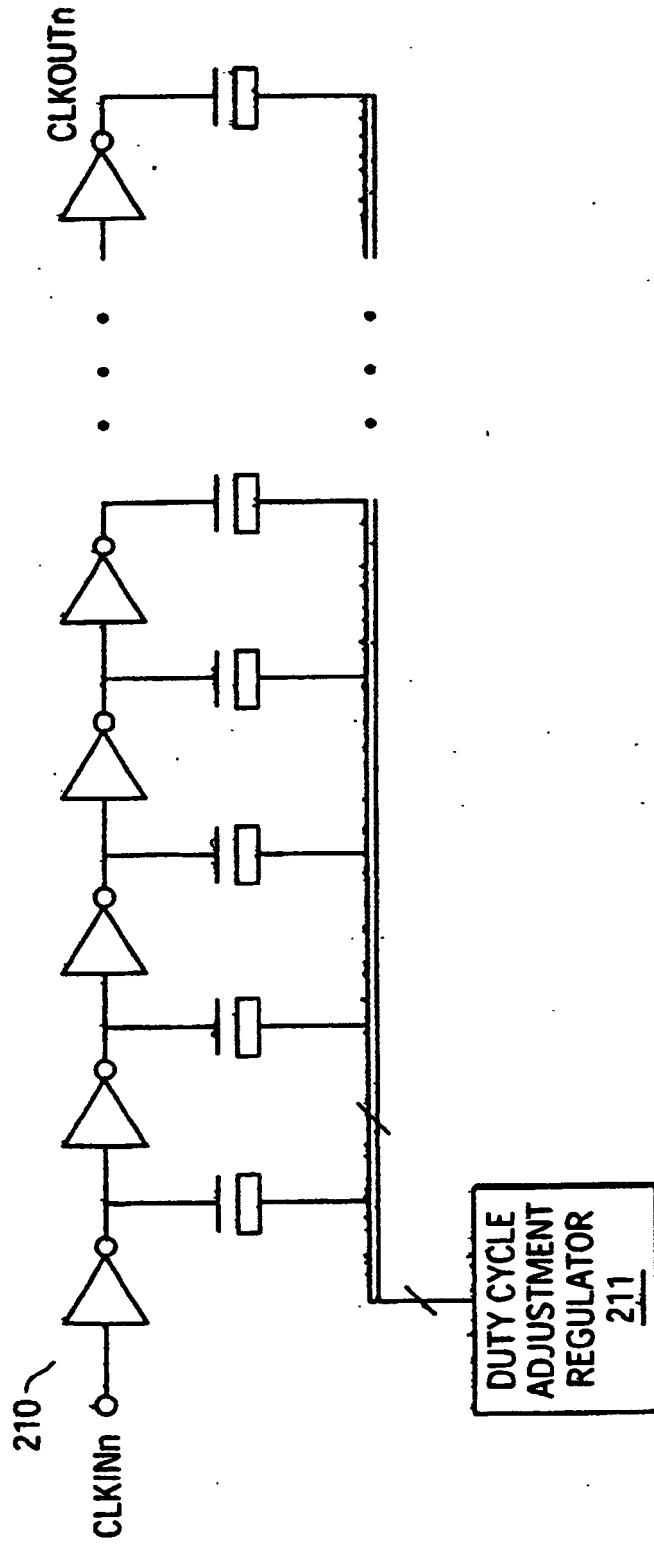 210
CLKINn
CLKOUTn
DUTY CYCLE
ADJUSTMENT
REGULATOR
211